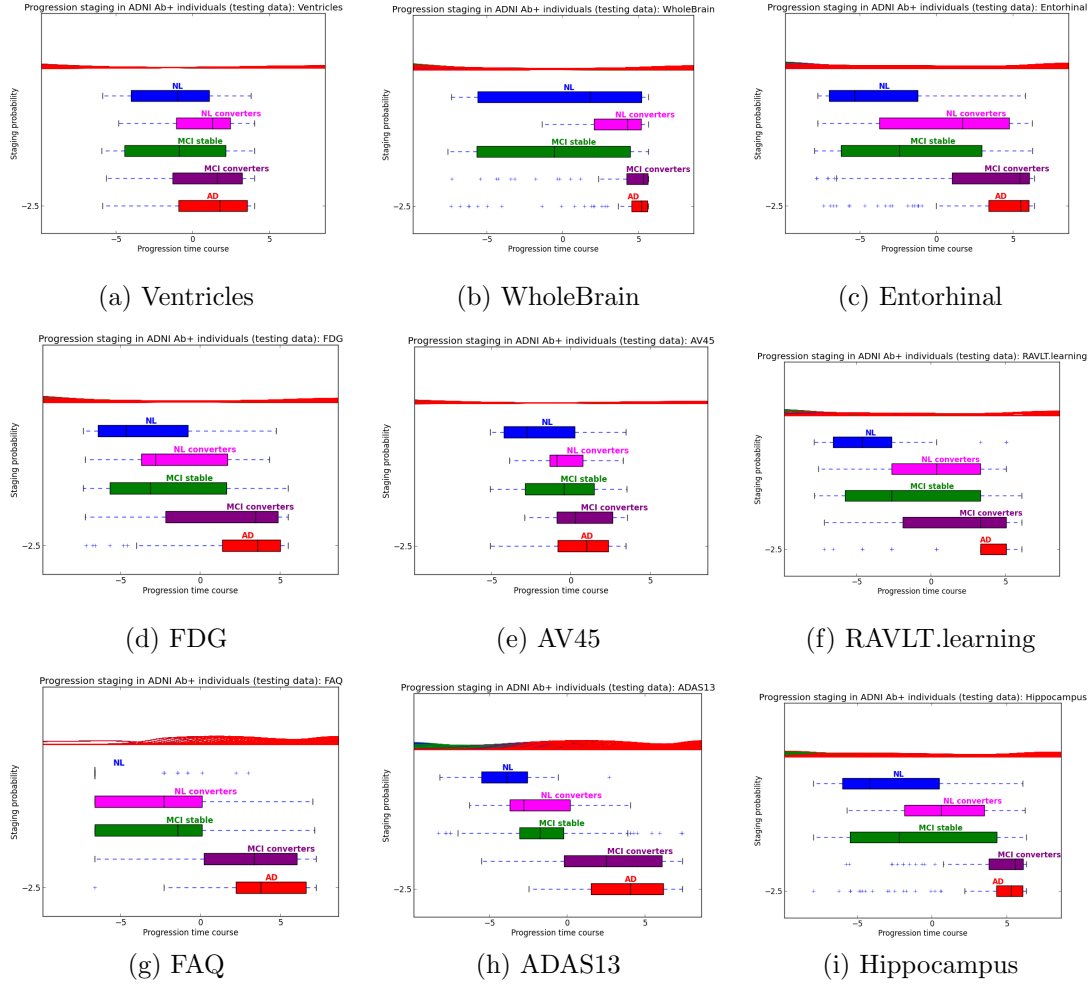 Progression staging in ADNI Ab+ individuals (testing data): Ventricles
Staging probability
NL
NL converters
MCI stable
MCI converters
AD
−2.5
−5 0 5
Progression time course
(a) Ventricles
Progression staging in ADNI Ab+ individuals (testing data): WholeBrain
Staging probability
NL
NL converters
MCI stable
MCI converters
AD
−2.5
−5 0 5
Progression time course
(b) WholeBrain
Progression staging in ADNI Ab+ individuals (testing data): Entorhinal
Staging probability
NL
NL converters
MCI stable
MCI converters
AD
−2.5
−5 0 5
Progression time course
(c) Entorhinal
Progression staging in ADNI Ab+ individuals (testing data): FDG
Staging probability
NL
NL converters
MCI stable
MCI converters
AD
−2.5
−5 0 5
Progression time course
(d) FDG
Progression staging in ADNI Ab+ individuals (testing data): AV45
Staging probability
NL
NL converters
MCI stable
MCI converters
AD
−2.5
−5 0 5
Progression time course
(e) AV45
Progression staging in ADNI Ab+ individuals (testing data): RAVLT.learning
Staging probability
NL
NL converters
MCI stable
MCI converters
AD
−2.5
−5 0 5
Progression time course
(f) RAVLT.learning
Progression staging in ADNI Ab+ individuals (testing data): FAQ
Staging probability
NL
NL converters
MCI stable
MCI converters
AD
−2.5
−5 0 5
Progression time course
(g) FAQ
Progression staging in ADNI Ab+ individuals (testing data): ADAS13
Staging probability
NL
NL converters
MCI stable
MCI converters
AD
−2.5
−5 0 5
Progression time course
(h) ADAS13
Progression staging in ADNI Ab+ individuals (testing data): Hippocampus
Staging probability
NL
NL converters
MCI stable
MCI converters
AD
−2.5
−5 0 5
Progression time course
(i) Hippocampus